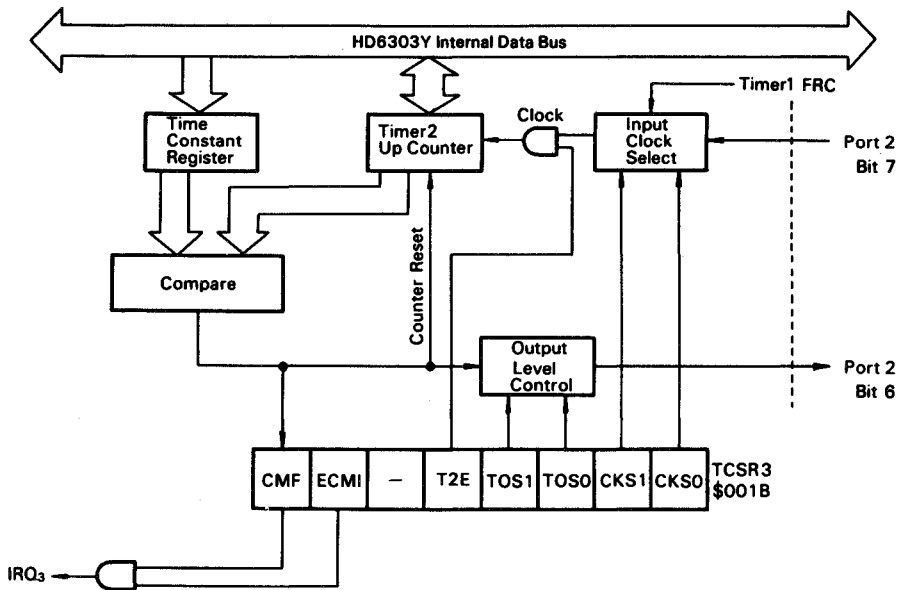 HD6303Y Internal Data Bus
Timer1 FRC
Time
Constant
Register
Timer2
Up Counter
Clock
Input
Clock
Select
Port 2
Bit 7
Compare
Counter Reset
Output
Level
Control
Port 2
Bit 6
CMF ECMI – T2E TOS1 TOS0 CKS1 CKS0
TCSR3
$001B
IRQ₃